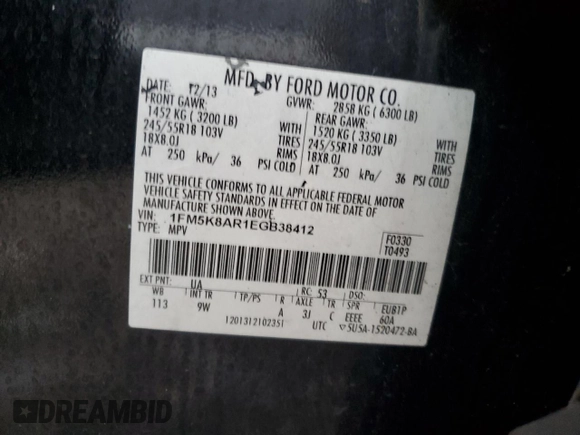 MFD. BY FORD MOTOR CO.
DATE: 12/13 GVWR: 2858 KG ( 6300 LB)
FRONT GAWR: REAR GAWR:
1452 KG ( 3200 LB) WITH 1520 KG ( 3350 LB) WITH
245/55R18 103V TIRES 245/55R18 103V TIRES
18X8.0J RIMS 18X8.0J RIMS
AT 250 kPa/ 36 PSI COLD AT 250 kPa/ 36 PSI COLD
THIS VEHICLE CONFORMS TO ALL APPLICABLE FEDERAL MOTOR
VEHICLE SAFETY STANDARDS IN EFFECT ON THE DATE OF
MANUFACTURE SHOWN ABOVE.
VIN: 1FM5K8AR1EGB38412
TYPE: MPV
F0330
T0493
EXT PNT: UA RC: 53 DSO:
WB INT TR TP/PS R AXLE TR SPR EUB1P
113 9W A 3J C EEEE 60A
1201312102351 UTC ▽5U5A-1520472-BA
DREAMBID